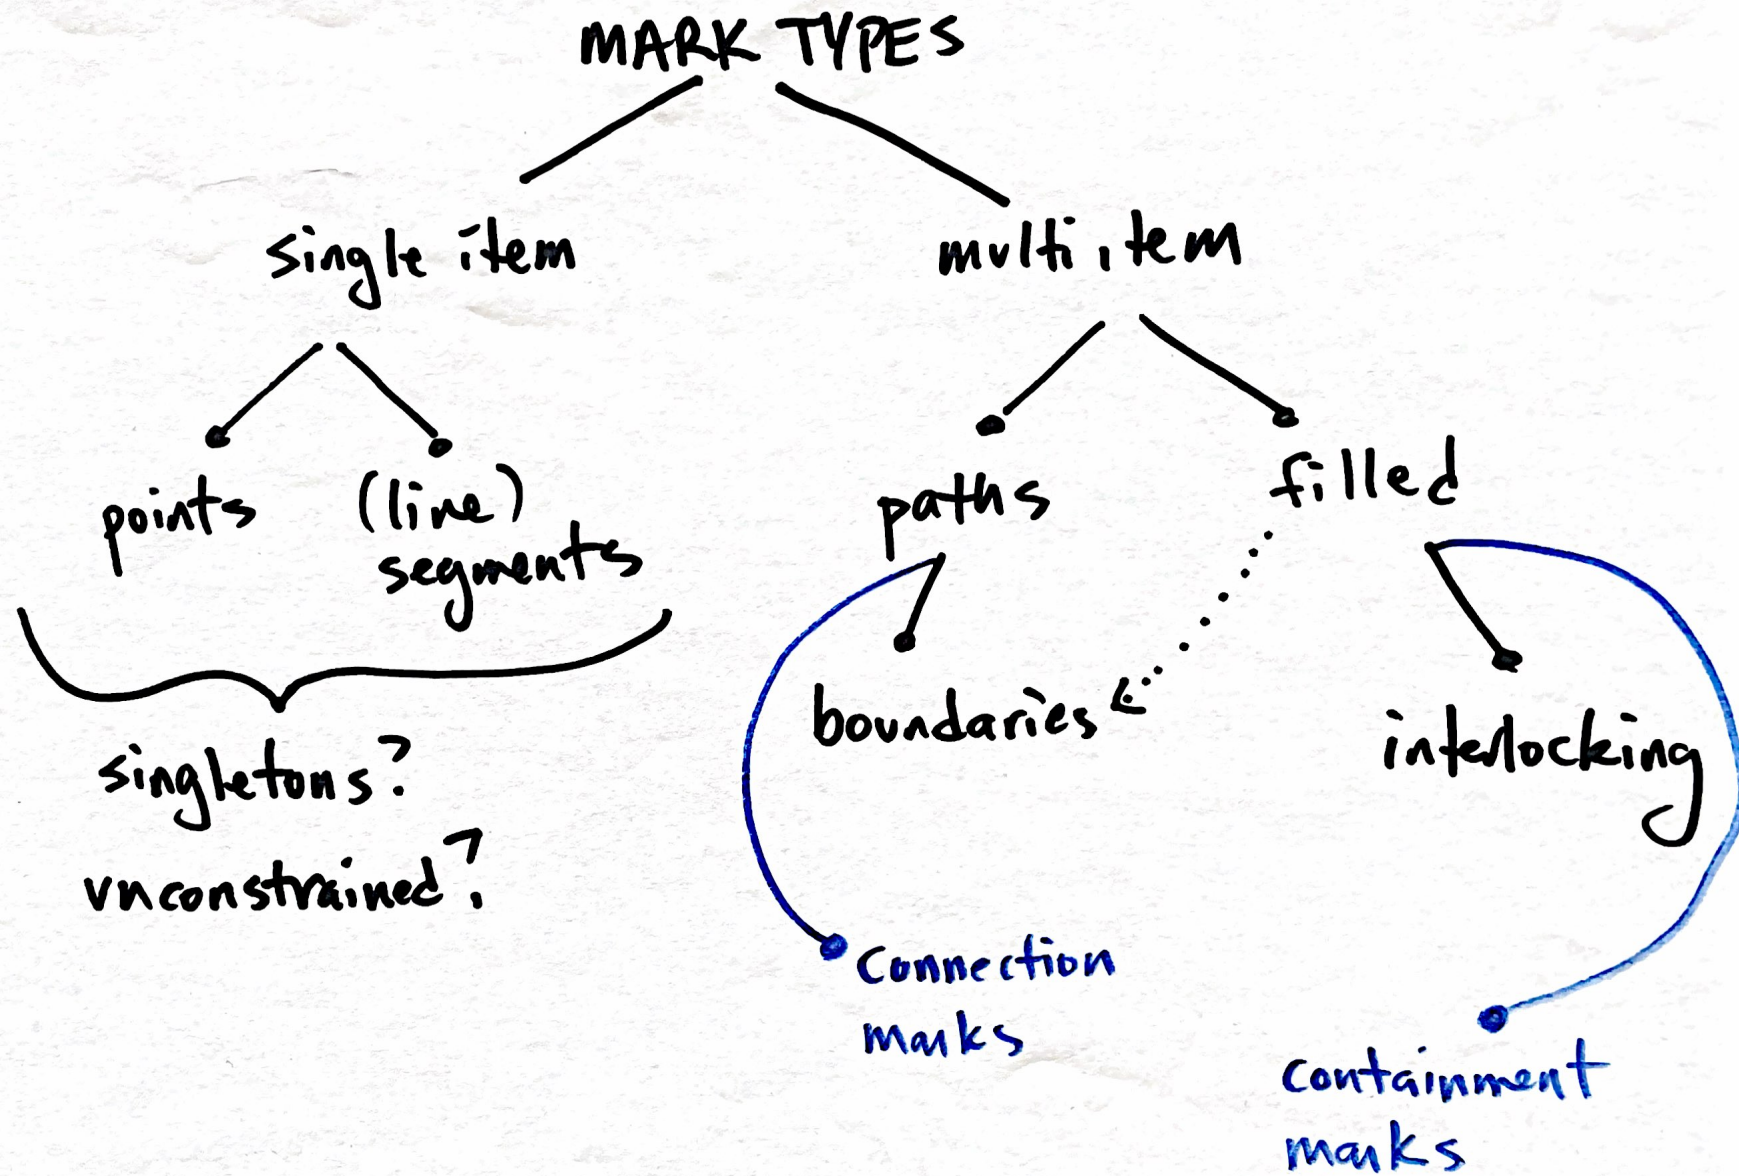 MARK TYPES
single item
multi item
points
(line)
segments
paths
filled
singletons?
unconstrained?
boundaries
interlocking
connection
marks
containment
marks